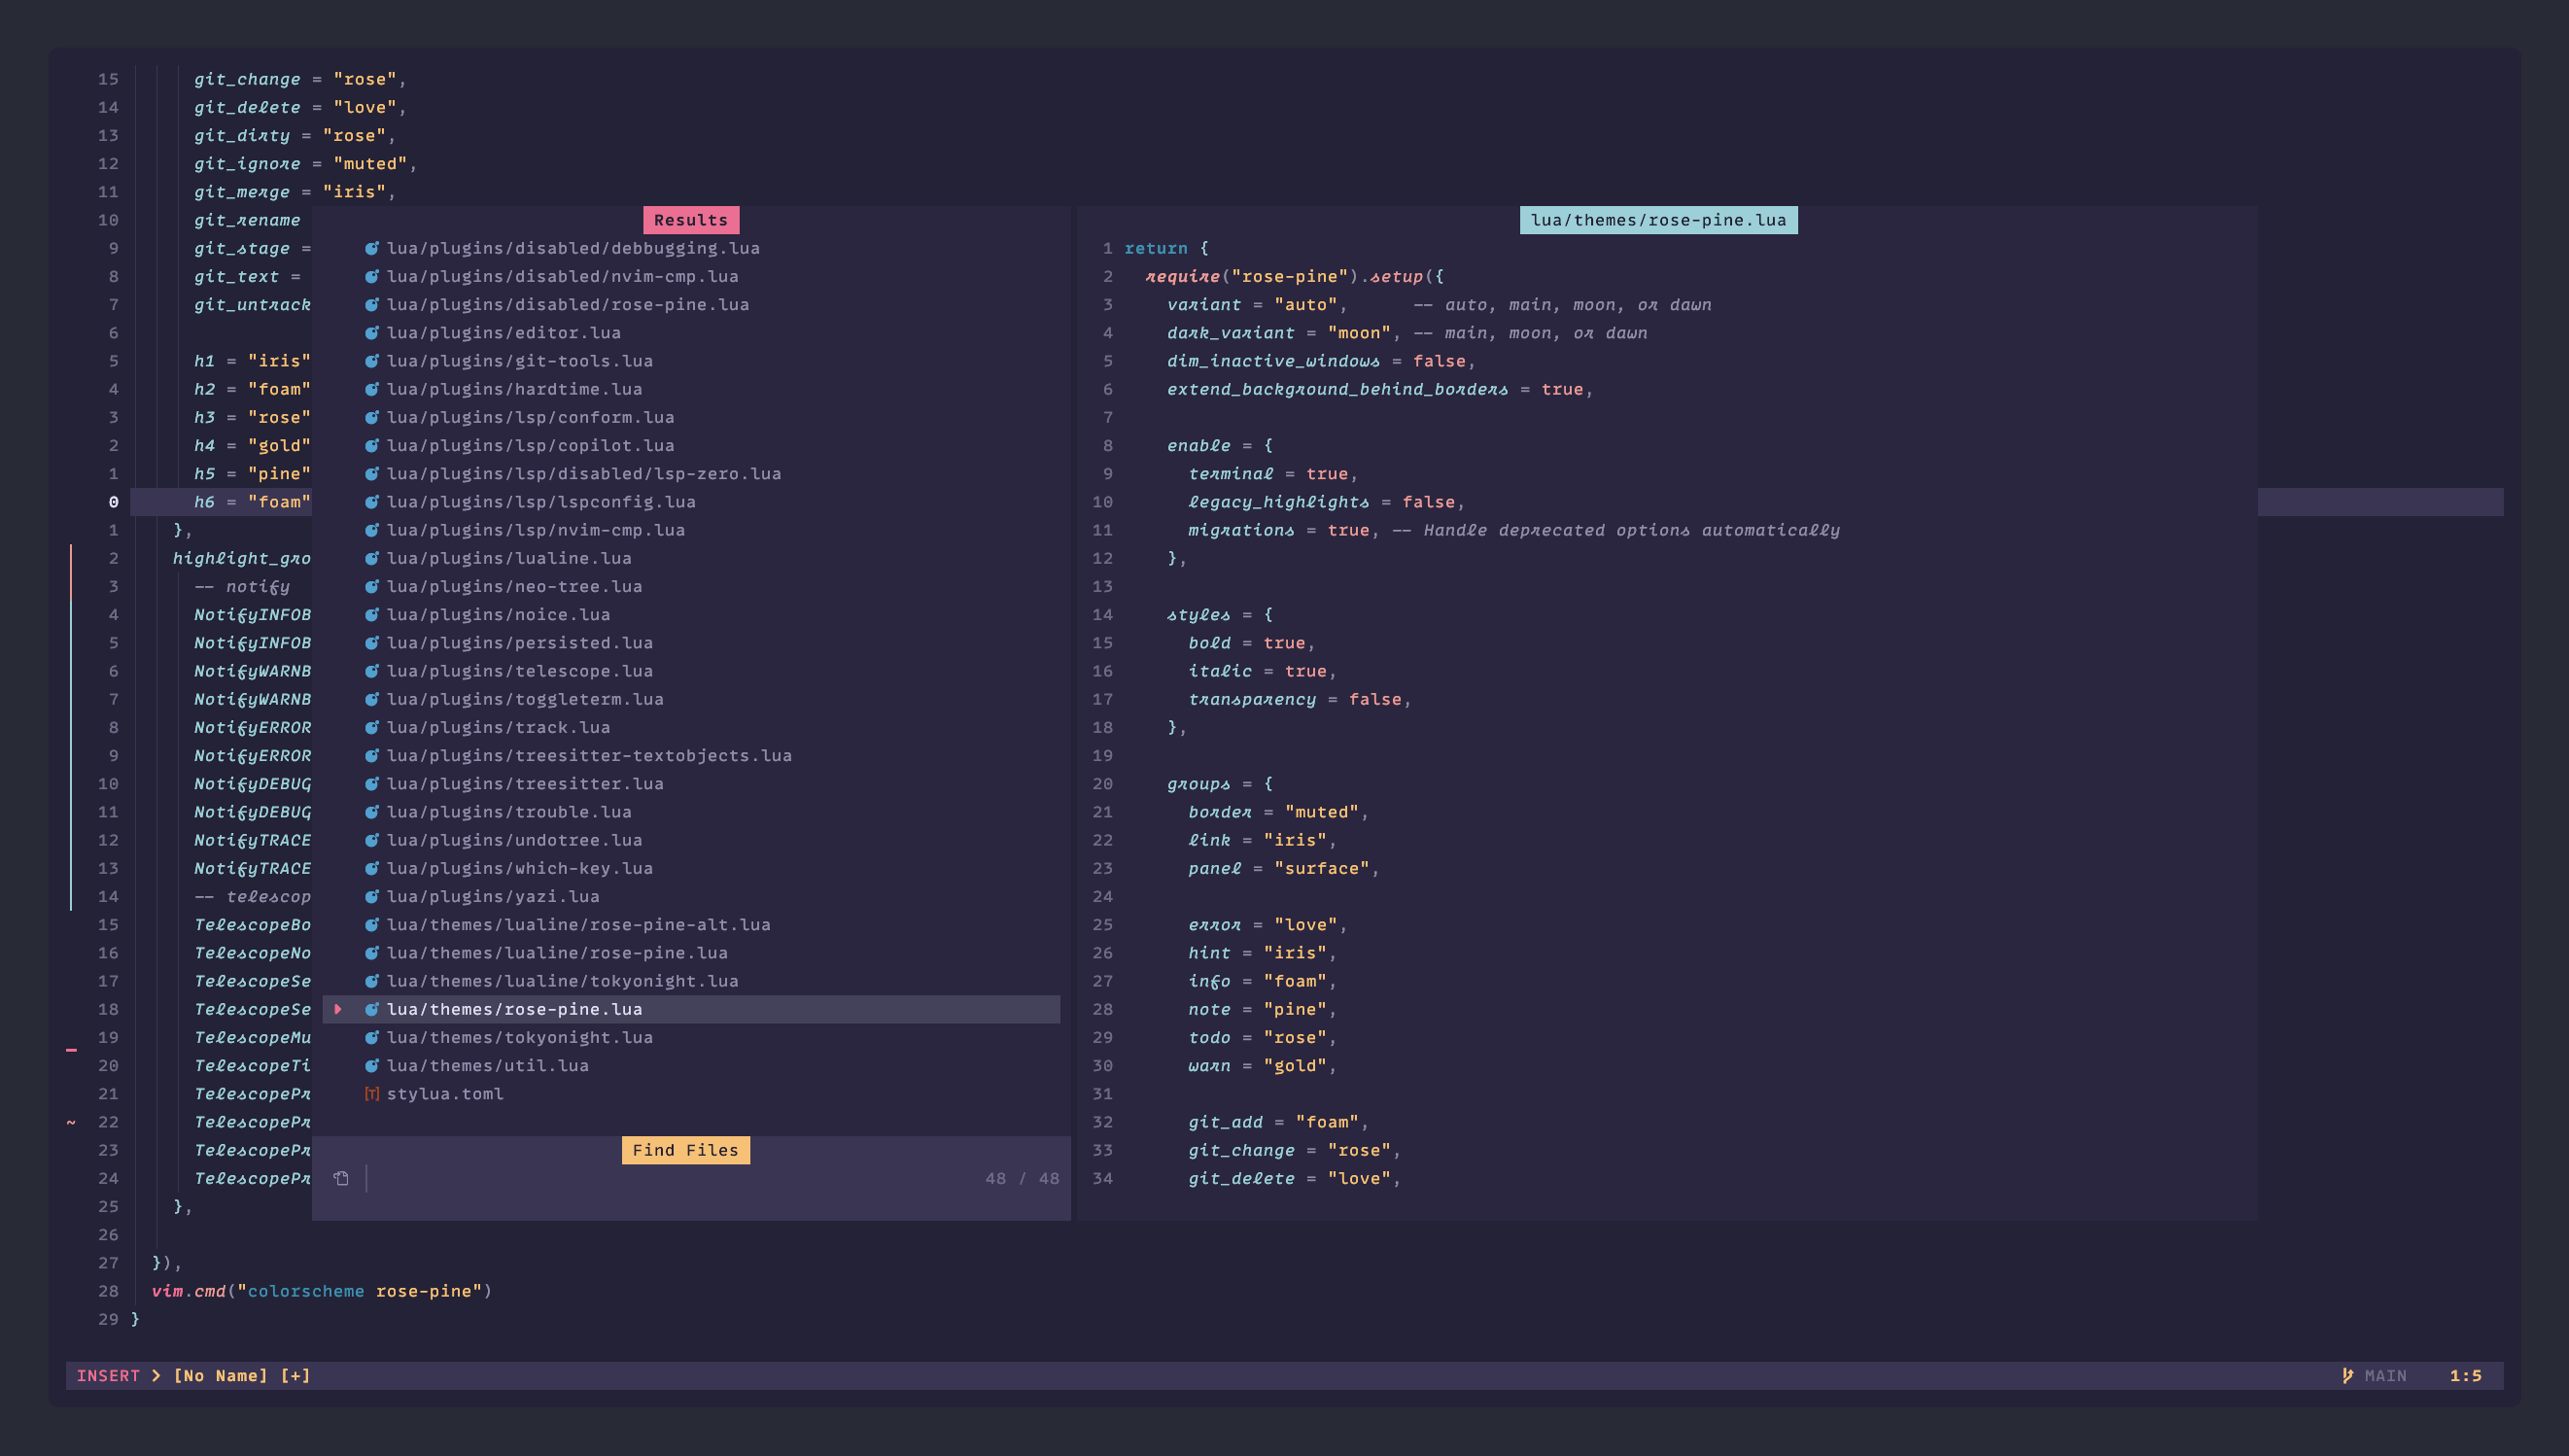 15 git_change = "rose",
14 git_delete = "love",
13 git_dirty = "rose",
12 git_ignore = "muted",
11 git_merge = "iris",
10 git_rename
9 git_stage =
8 git_text =
7 git_untrack
6
5 h1 = "iris"
4 h2 = "foam"
3 h3 = "rose"
2 h4 = "gold"
1 h5 = "pine"
0 h6 = "foam"
1 },
2 highlight_gro
3 -- notify
4 NotifyINFOB
5 NotifyINFOB
6 NotifyWARNB
7 NotifyWARNB
8 NotifyERROR
9 NotifyERROR
10 NotifyDEBUG
11 NotifyDEBUG
12 NotifyTRACE
13 NotifyTRACE
14 -- telescop
15 TelescopeBo
16 TelescopeNo
17 TelescopeSe
18 TelescopeSe
19 TelescopeMu
20 TelescopeTi
21 TelescopePr
~ 22 TelescopePr
23 TelescopePr
24 TelescopePr
25 },
26
27 }),
28 vim.cmd("colorscheme rose-pine")
29 }
Results
lua/plugins/disabled/debbugging.lua
lua/plugins/disabled/nvim-cmp.lua
lua/plugins/disabled/rose-pine.lua
lua/plugins/editor.lua
lua/plugins/git-tools.lua
lua/plugins/hardtime.lua
lua/plugins/lsp/conform.lua
lua/plugins/lsp/copilot.lua
lua/plugins/lsp/disabled/lsp-zero.lua
lua/plugins/lsp/lspconfig.lua
lua/plugins/lsp/nvim-cmp.lua
lua/plugins/lualine.lua
lua/plugins/neo-tree.lua
lua/plugins/noice.lua
lua/plugins/persisted.lua
lua/plugins/telescope.lua
lua/plugins/toggleterm.lua
lua/plugins/track.lua
lua/plugins/treesitter-textobjects.lua
lua/plugins/treesitter.lua
lua/plugins/trouble.lua
lua/plugins/undotree.lua
lua/plugins/which-key.lua
lua/plugins/yazi.lua
lua/themes/lualine/rose-pine-alt.lua
lua/themes/lualine/rose-pine.lua
lua/themes/lualine/tokyonight.lua
lua/themes/rose-pine.lua
lua/themes/tokyonight.lua
lua/themes/util.lua
[T] stylua.toml
Find Files
48 / 48
lua/themes/rose-pine.lua
1 return {
2 require("rose-pine").setup({
3 variant = "auto", -- auto, main, moon, or dawn
4 dark_variant = "moon", -- main, moon, or dawn
5 dim_inactive_windows = false,
6 extend_background_behind_borders = true,
7
8 enable = {
9 terminal = true,
10 legacy_highlights = false,
11 migrations = true, -- Handle deprecated options automatically
12 },
13
14 styles = {
15 bold = true,
16 italic = true,
17 transparency = false,
18 },
19
20 groups = {
21 border = "muted",
22 link = "iris",
23 panel = "surface",
24
25 error = "love",
26 hint = "iris",
27 info = "foam",
28 note = "pine",
29 todo = "rose",
30 warn = "gold",
31
32 git_add = "foam",
33 git_change = "rose",
34 git_delete = "love",
INSERT [No Name] [+] MAIN 1:5